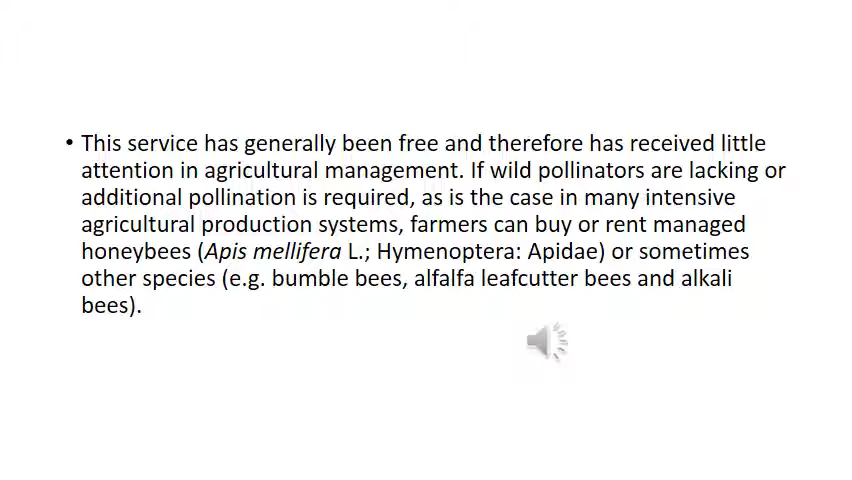 • This service has generally been free and therefore has received little
attention in agricultural management. If wild pollinators are lacking or
additional pollination is required, as is the case in many intensive
agricultural production systems, farmers can buy or rent managed
honeybees (Apis mellifera L.; Hymenoptera: Apidae) or sometimes
other species (e.g. bumble bees, alfalfa leafcutter bees and alkali
bees).